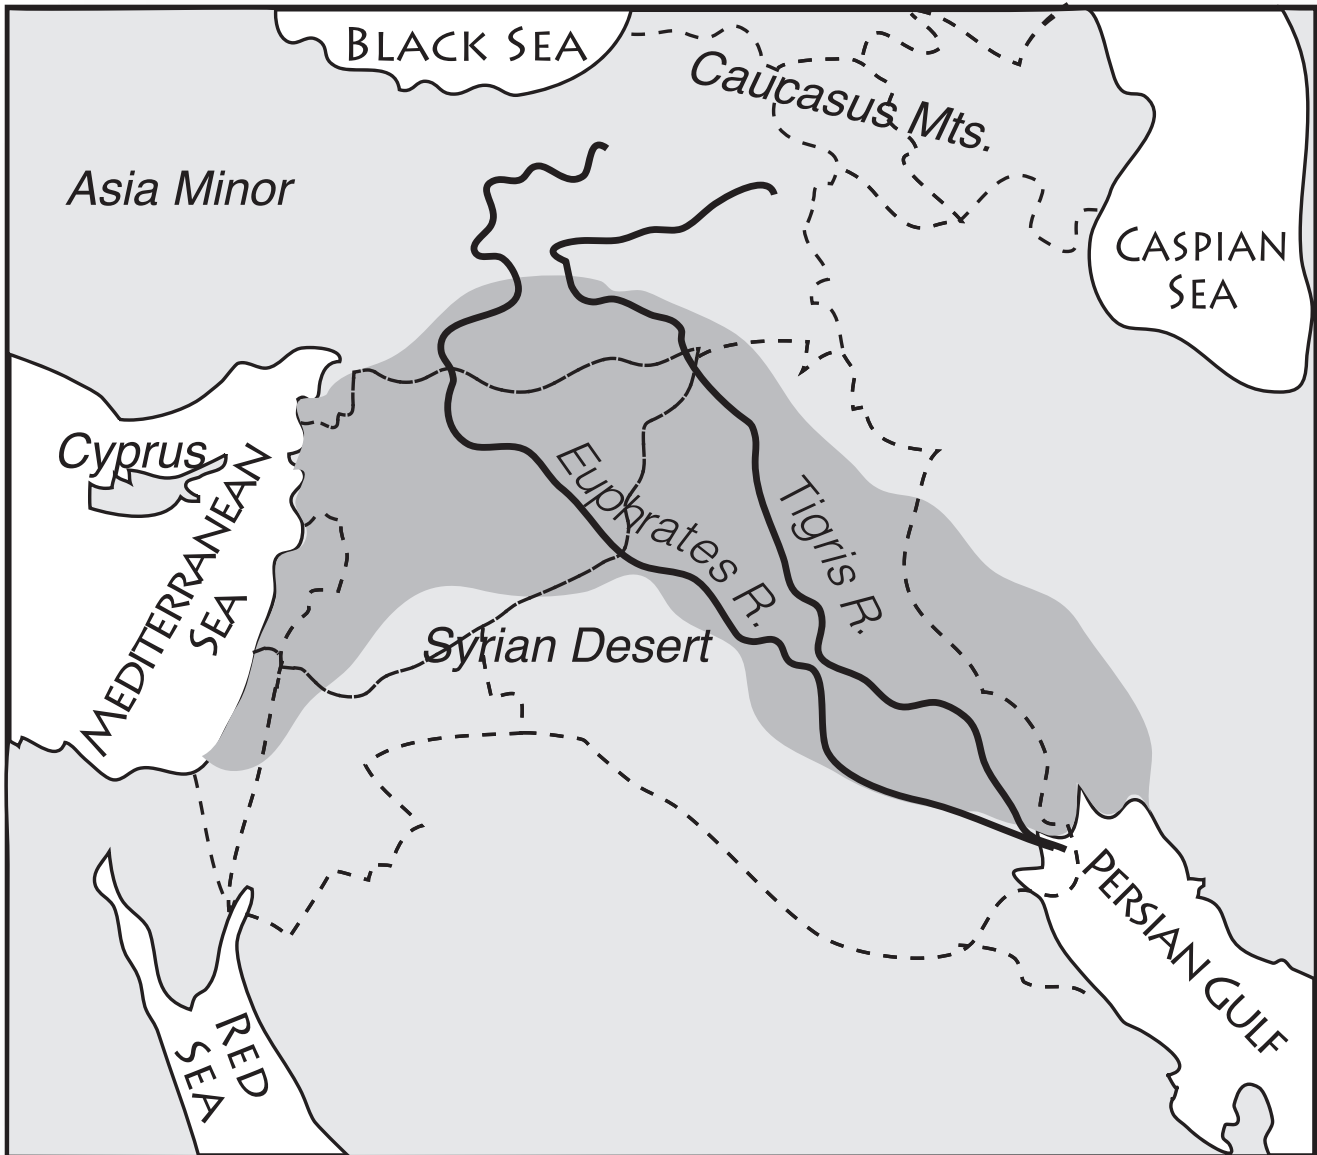 BLACK SEA
Caucasus Mts.
Asia Minor
CASPIAN
SEA
Cyprus
MEDITERRANEAN
SEA
Euphrates R.
Tigris R.
Syrian Desert
PERSIAN GULF
RED
SEA